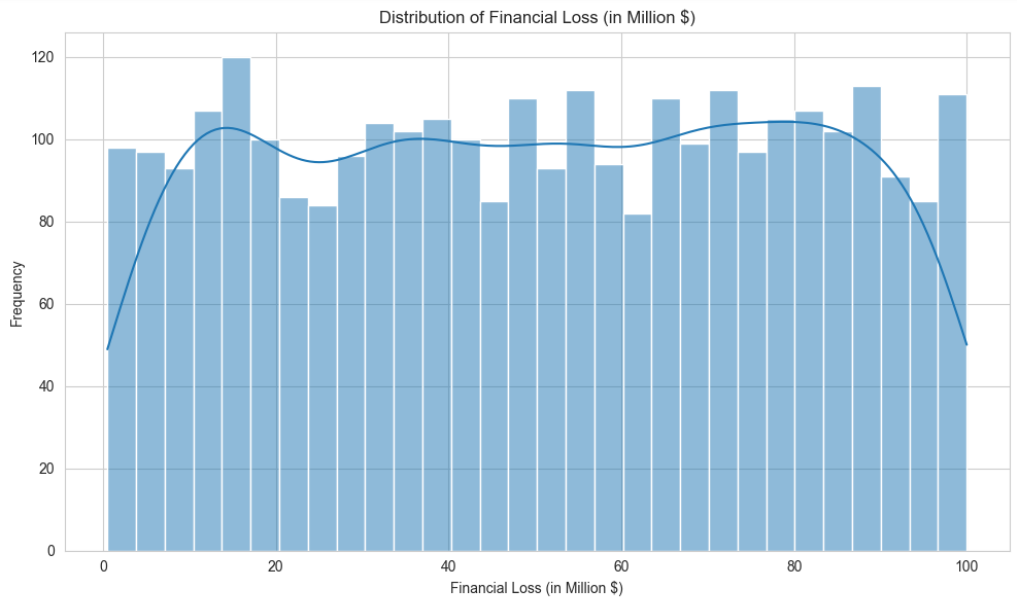 Distribution of Financial Loss (in Million $)
120
100
80
60
40
20
0
Frequency
0 20 40 60 80 100
Financial Loss (in Million $)